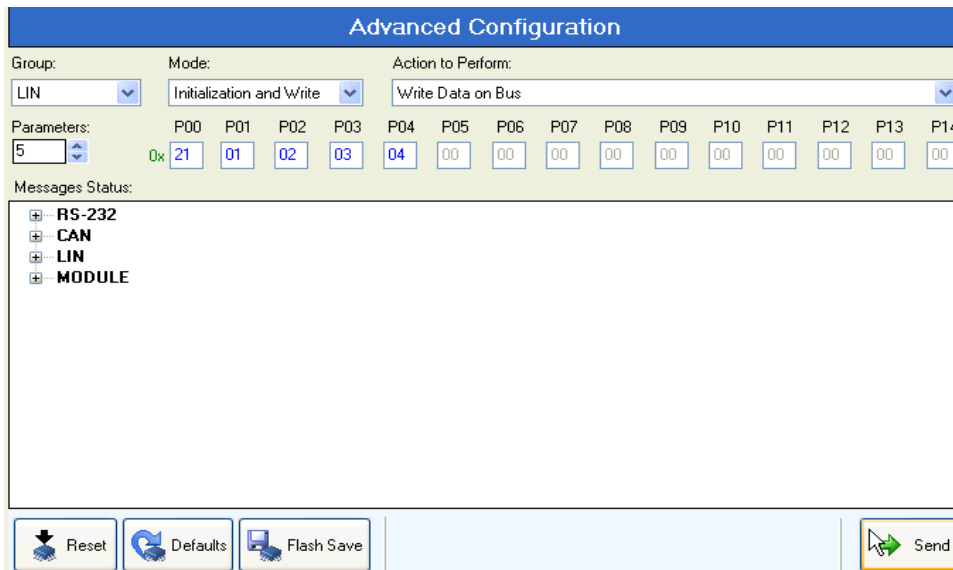 Advanced Configuration
Group: Mode: Action to Perform:
LIN Initialization and Write Write Data on Bus
Parameters: P00 P01 P02 P03 P04 P05 P06 P07 P08 P09 P10 P11 P12 P13 P14
5 0x 21 01 02 03 04 00 00 00 00 00 00 00 00 00 00
Messages Status:
RS-232
CAN
LIN
MODULE
Reset Defaults Flash Save Send